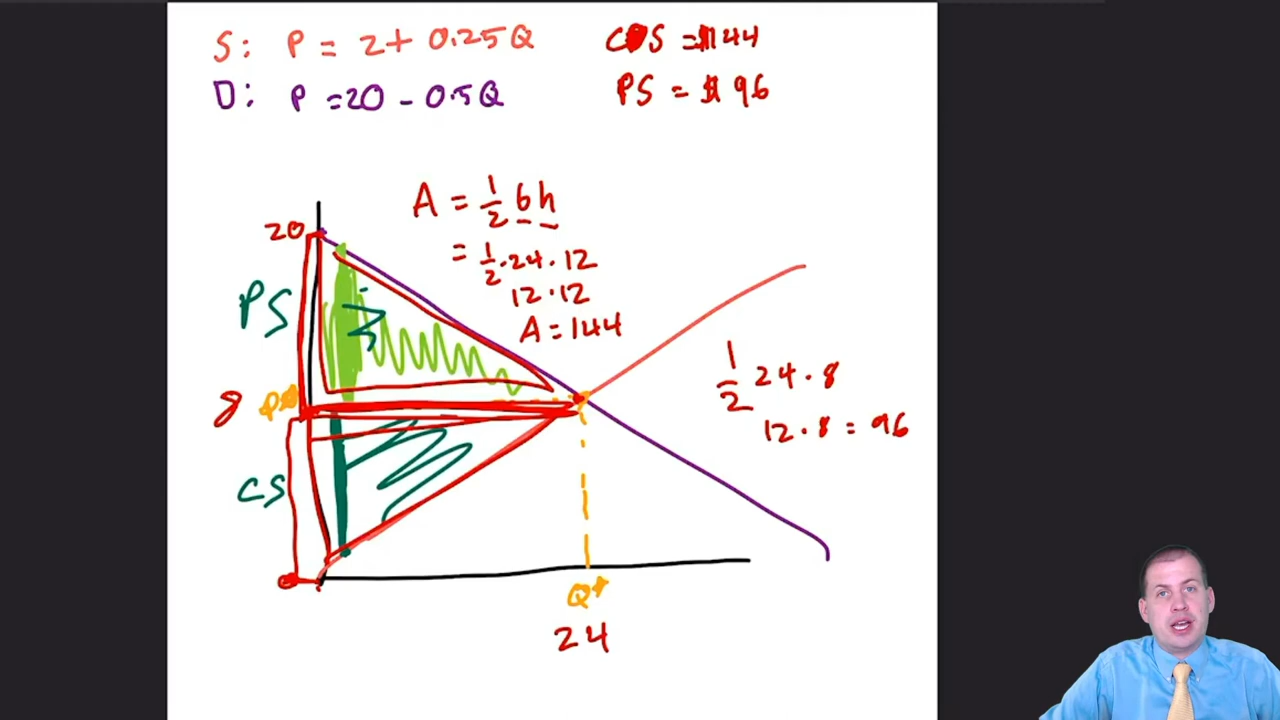 S: P = 2 + 0.25Q
CS = $144
D: P = 20 - 0.5Q
PS = $96
A = 1/2 bh
= 1/2 · 24 · 12
12 · 12
A = 144
20
PS
8 P*
CS
1/2 24 · 8
12 · 8 = 96
Q*
24